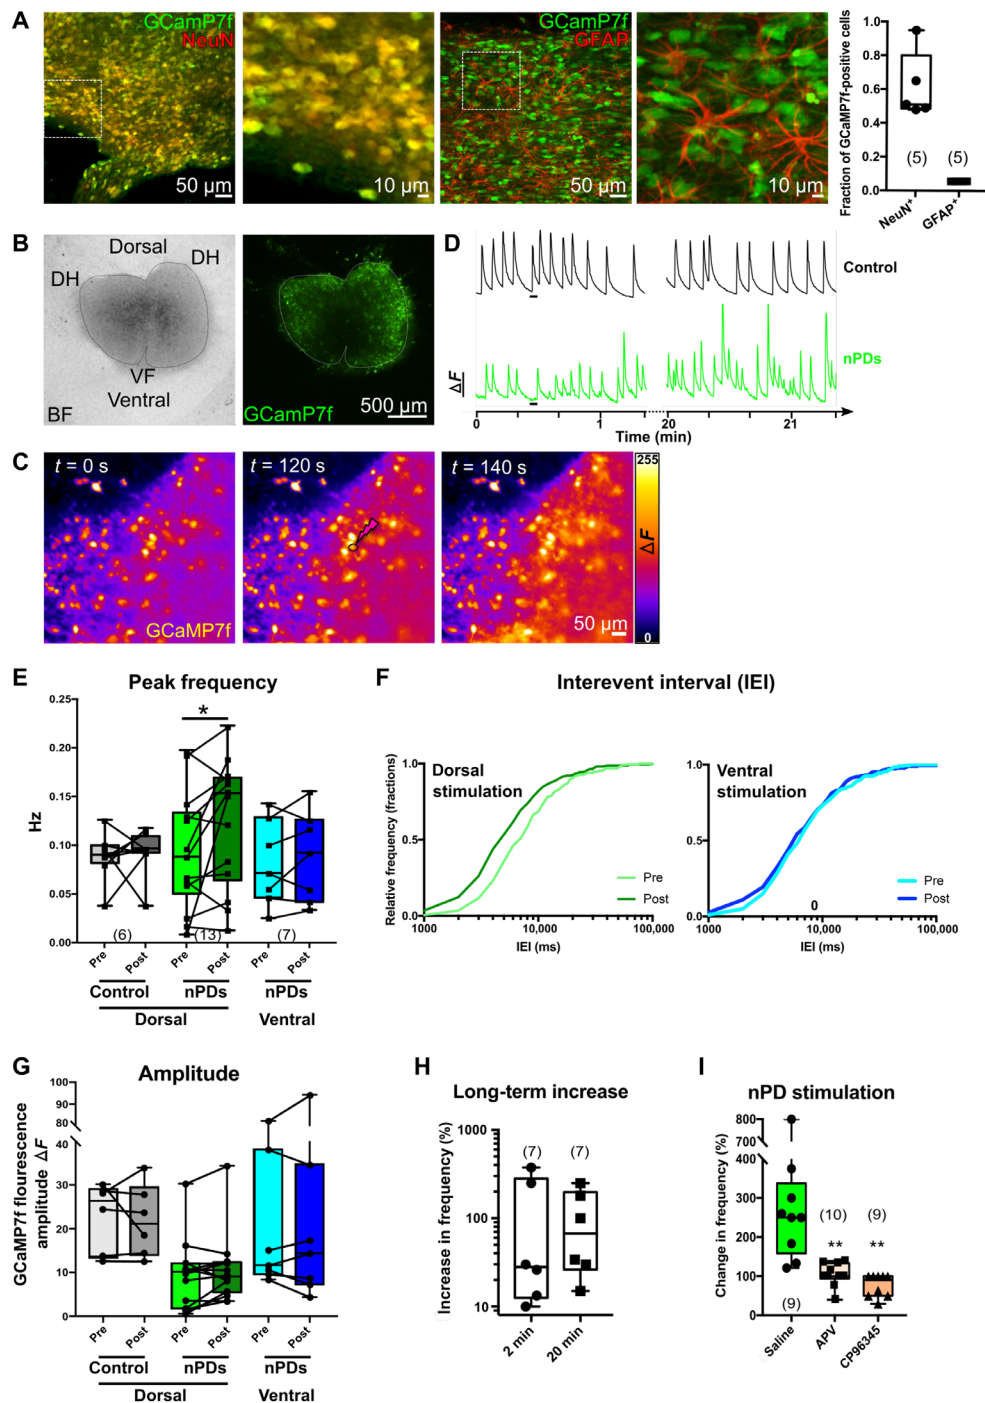 A
GCamP7f
NeuN
50 µm
10 µm
GCamP7f
GFAP
50 µm
10 µm
Fraction of GCaMP7f-positive cells
1.0
0.8
0.6
0.4
0.2
0.0
(5)
(5)
NeuN+
GFAP+
B
Dorsal
DH
DH
VF
Ventral
BF
GCamP7f
500 µm
D
Control
nPDs
ΔF
0
1
20
21
Time (min)
C
t = 0 s
t = 120 s
t = 140 s
GCaMP7f
50 µm
255
ΔF
0
E
Peak frequency
Hz
0.25
0.20
0.15
0.10
0.05
0.00
*
(6)
(13)
(7)
Pre
Post
Pre
Post
Pre
Post
Control
nPDs
nPDs
Dorsal
Ventral
F
Interevent interval (IEI)
Relative frequency (fractions)
1.0
0.5
0.0
Dorsal
stimulation
Pre
Post
1000
10,000
100,000
IEI (ms)
1.0
0.5
0.0
Ventral
stimulation
Pre
Post
0
1000
10,000
100,000
IEI (ms)
G
Amplitude
GCaMP7f flourescence
amplitude ΔF
100
90
80
40
30
20
10
0
Pre
Post
Pre
Post
Pre
Post
Control
nPDs
nPDs
Dorsal
Ventral
H
Long-term increase
Increase in frequency (%)
1000
100
10
(7)
(7)
2 min
20 min
I
nPD stimulation
Change in frequency (%)
800
700
400
300
200
100
0
(9)
(10)
(9)
**
**
Saline
APV
CP96345